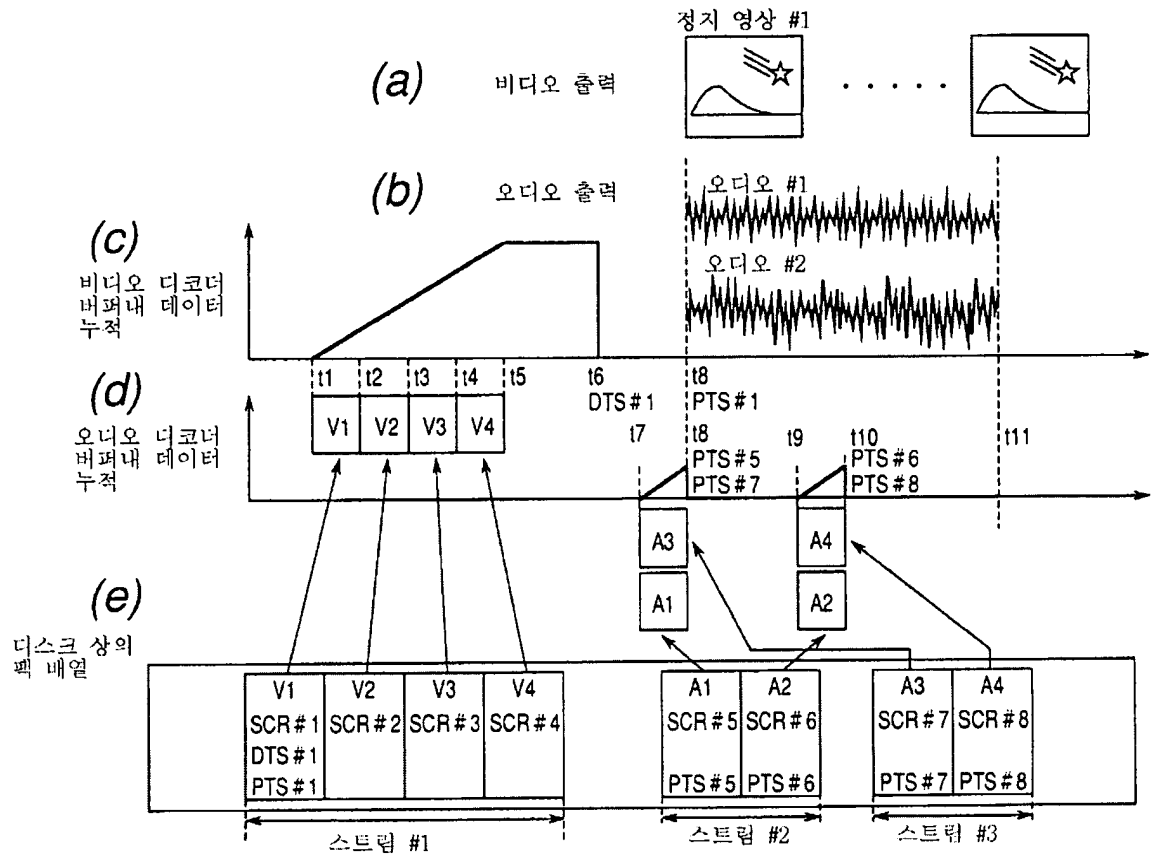 정지 영상 #1
(a)
비디오 출력
(b)
오디오 출력
오디오 #1
오디오 #2
(c)
비디오 디코더
버퍼내 데이터
누적
t1 t2 t3 t4 t5 t6 t8
DTS#1 PTS#1
(d)
오디오 디코더
버퍼내 데이터
누적
V1 V2 V3 V4
t7 t8 t9 t10 t11
PTS#5 PTS#6
PTS#7 PTS#8
A3 A4
A1 A2
(e)
디스크 상의
팩 배열
V1 V2 V3 V4 A1 A2 A3 A4
SCR#1 SCR#2 SCR#3 SCR#4 SCR#5 SCR#6 SCR#7 SCR#8
DTS#1
PTS#1 PTS#5 PTS#6 PTS#7 PTS#8
스트림 #1 스트림 #2 스트림 #3